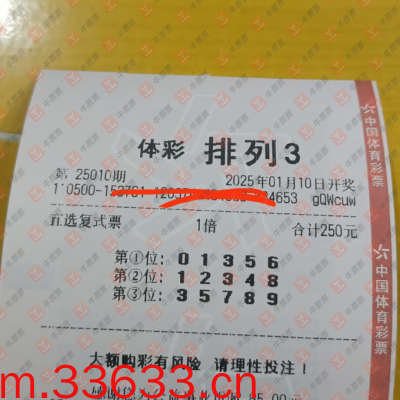 体彩 排列3
第 25010期 2025年01月10日开奖
110500- 4653 gQWcuw
直选复式票 1倍 合计250元
第①位: 0 1 3 5 6
第②位: 1 2 3 4 8
第③位: 3 5 7 8 9
大额购彩有风险 请理性投注！
85.00
m.33633.cn
中国体育彩票
中国体育彩票